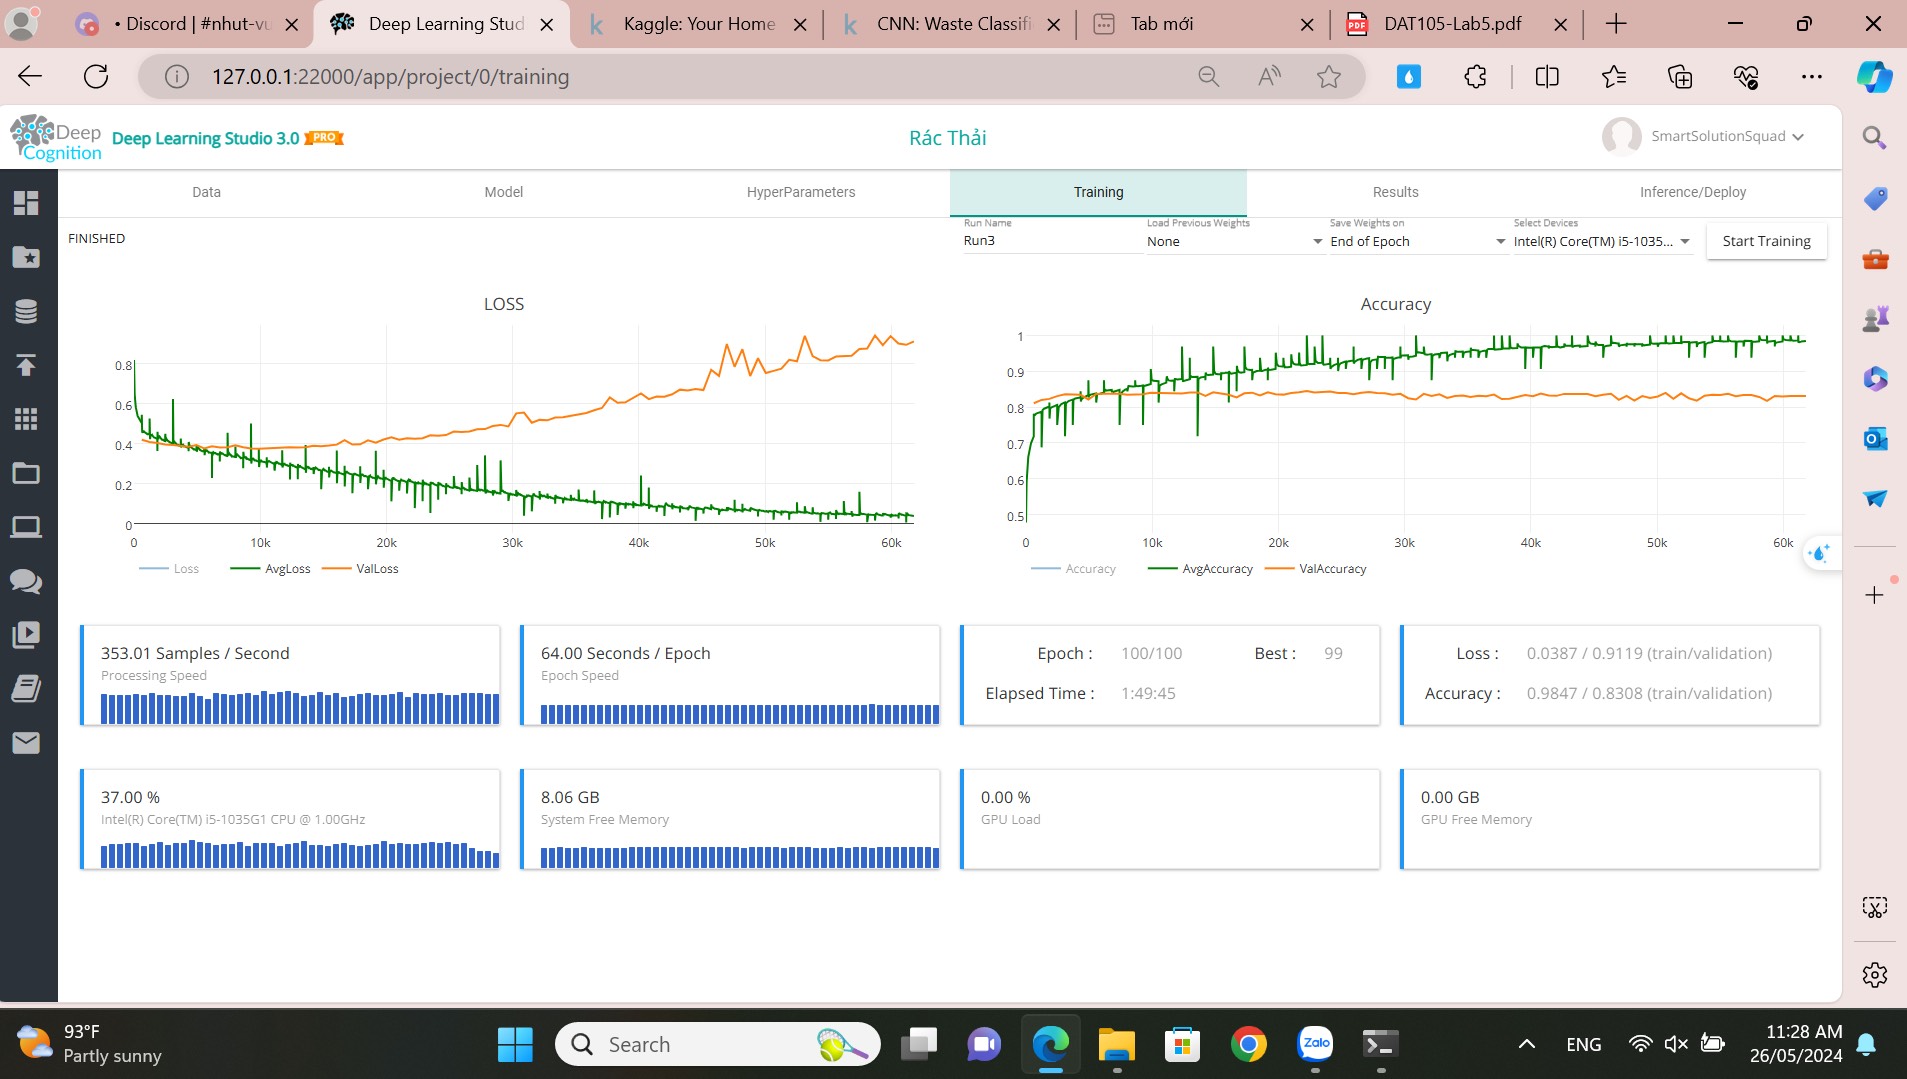 • Discord | #nhut-vu
Deep Learning Stud
Kaggle: Your Home
CNN: Waste Classifi
Tab mới
DAT105-Lab5.pdf
127.0.0.1:22000/app/project/0/training
Deep Cognition
Deep Learning Studio 3.0 PRO
Rác Thải
SmartSolutionSquad
Data
Model
HyperParameters
Training
Results
Inference/Deploy
FINISHED
Run Name
Run3
Load Previous Weights
None
Save Weights on
End of Epoch
Select Devices
Intel(R) Core(TM) i5-1035...
Start Training
LOSS
0.8
0.6
0.4
0.2
0
0 10k 20k 30k 40k 50k 60k
Loss AvgLoss ValLoss
Accuracy
1
0.9
0.8
0.7
0.6
0.5
0 10k 20k 30k 40k 50k 60k
Accuracy AvgAccuracy ValAccuracy
353.01 Samples / Second
Processing Speed
64.00 Seconds / Epoch
Epoch Speed
Epoch : 100/100 Best : 99
Elapsed Time : 1:49:45
Loss : 0.0387 / 0.9119 (train/validation)
Accuracy : 0.9847 / 0.8308 (train/validation)
37.00 %
Intel(R) Core(TM) i5-1035G1 CPU @ 1.00GHz
8.06 GB
System Free Memory
0.00 %
GPU Load
0.00 GB
GPU Free Memory
93°F
Partly sunny
Search
Zalo
ENG
11:28 AM
26/05/2024